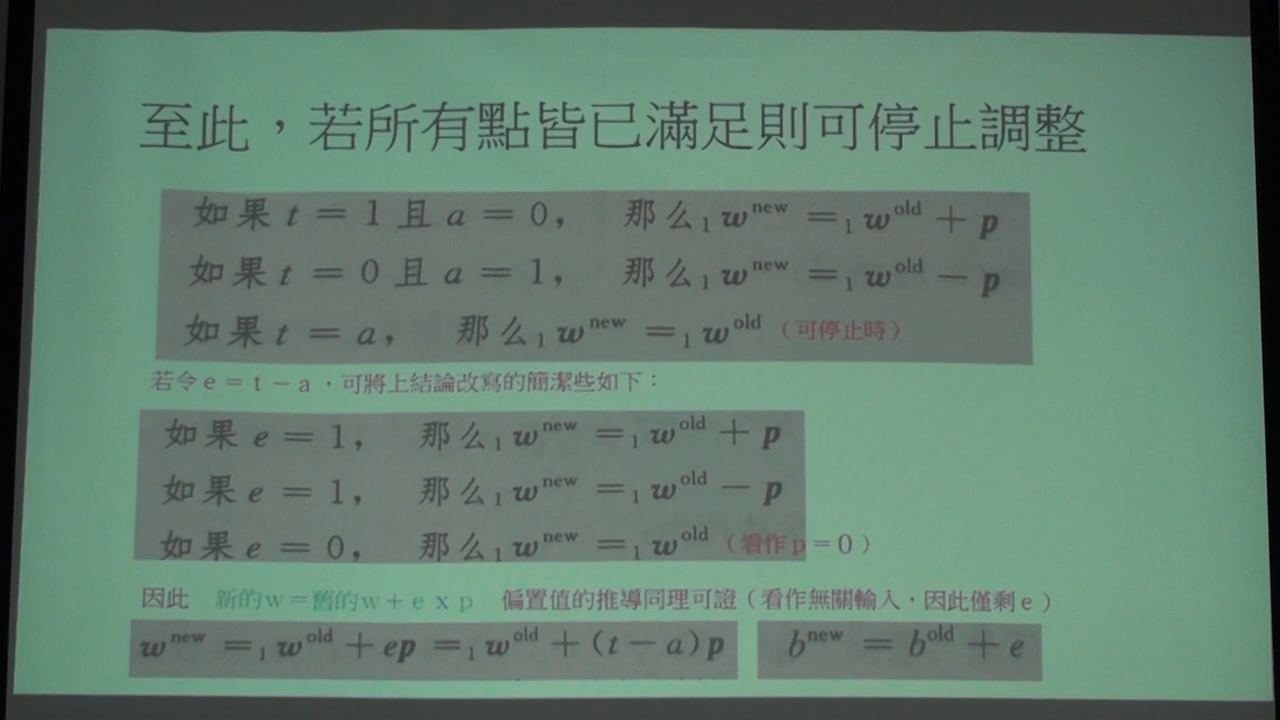 至此，若所有點皆已滿足則可停止調整
如果 t = 1 且 a = 0， 那么 ₁w^new = ₁w^old + p
如果 t = 0 且 a = 1， 那么 ₁w^new = ₁w^old − p
如果 t = a， 那么 ₁w^new = ₁w^old （可停止時）
若令e = t − a ，可將上結論改寫的簡潔些如下：
如果 e = 1， 那么 ₁w^new = ₁w^old + p
如果 e = 1， 那么 ₁w^new = ₁w^old − p
如果 e = 0， 那么 ₁w^new = ₁w^old （看作p = 0 ）
因此 新的w = 舊的w + e x p 偏置值的推導同理可證（看作無關輸入，因此僅剩e ）
w^new = ₁w^old + ep = ₁w^old + (t − a)p b^new = b^old + e